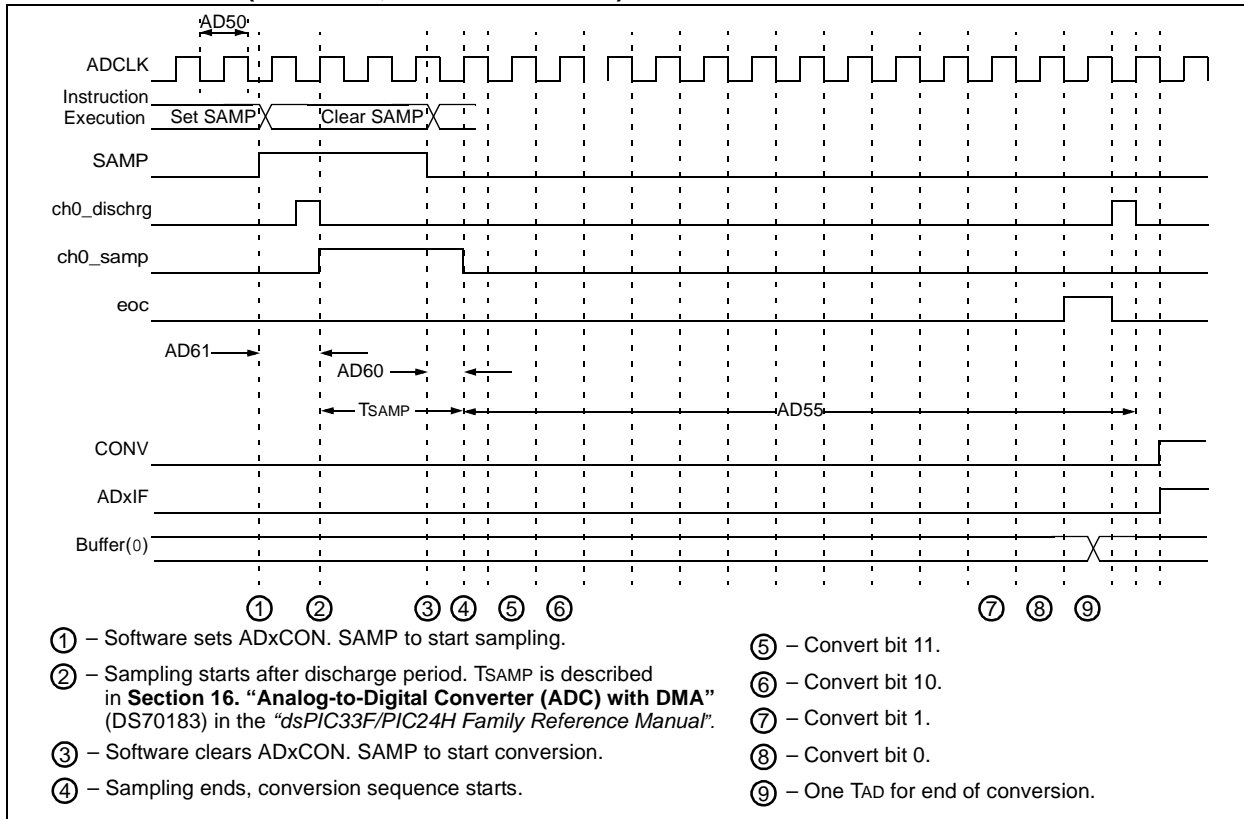 AD50
ADCLK
Instruction
Execution
Set SAMP
Clear SAMP
SAMP
ch0_dischrg
ch0_samp
eoc
AD61
AD60
TSAMP
AD55
CONV
ADxIF
Buffer(0)
1 2 3 4 5 6 7 8 9
1 – Software sets ADxCON. SAMP to start sampling.
2 – Sampling starts after discharge period. TSAMP is described
in Section 16. “Analog-to-Digital Converter (ADC) with DMA”
(DS70183) in the “dsPIC33F/PIC24H Family Reference Manual”.
3 – Software clears ADxCON. SAMP to start conversion.
4 – Sampling ends, conversion sequence starts.
5 – Convert bit 11.
6 – Convert bit 10.
7 – Convert bit 1.
8 – Convert bit 0.
9 – One TAD for end of conversion.